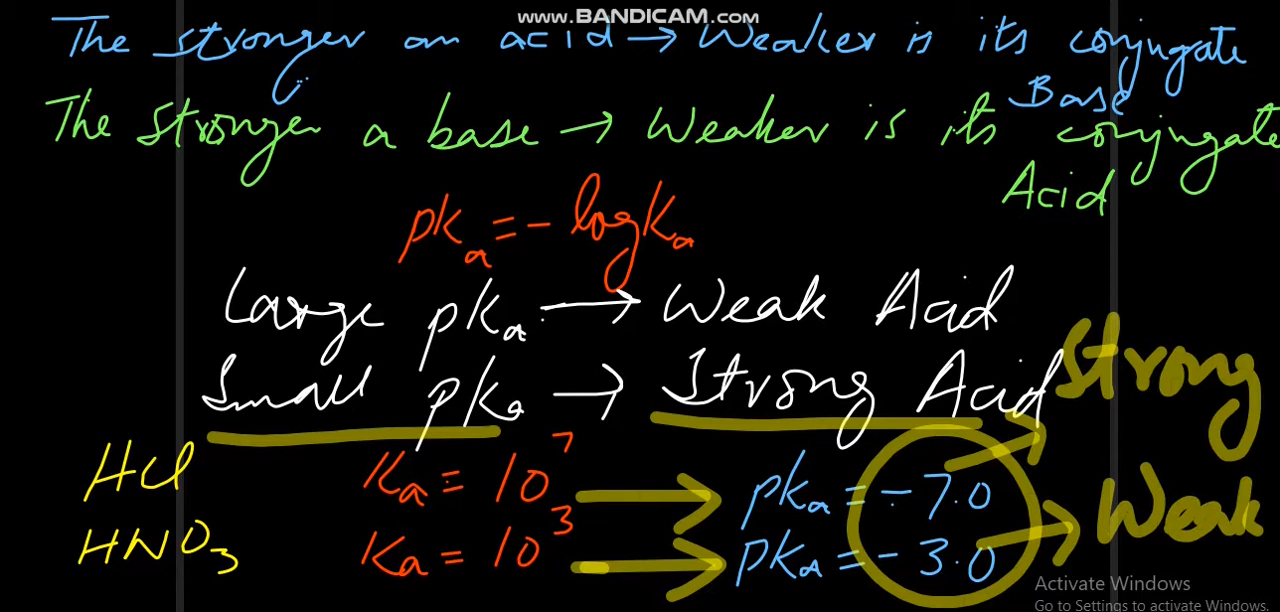 www.BANDICAM.com
The stronger an acid → Weaker is its conjugate
Base
The stronger a base → Weaker is its conjugate
Acid
pKa = - log Ka
Large pKa → Weak Acid
Small pKa → Strong Acid Strong
HCl Ka = 10^7 → pKa = - 7.0
HNO3 Ka = 10^3 → pKa = - 3.0 → Weak
Activate Windows
Go to Settings to activate Windows.